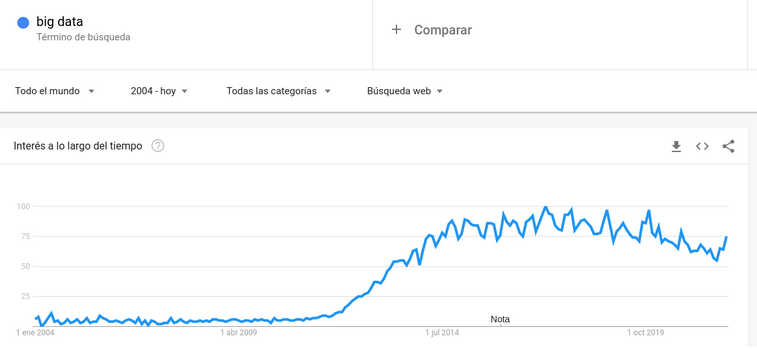 big data
Término de búsqueda
+ Comparar
Todo el mundo
2004 - hoy
Todas las categorías
Búsqueda web
Interés a lo largo del tiempo
?
<>
100
75
50
25
Nota
1 ene 2004
1 abr 2009
1 jul 2014
1 oct 2019